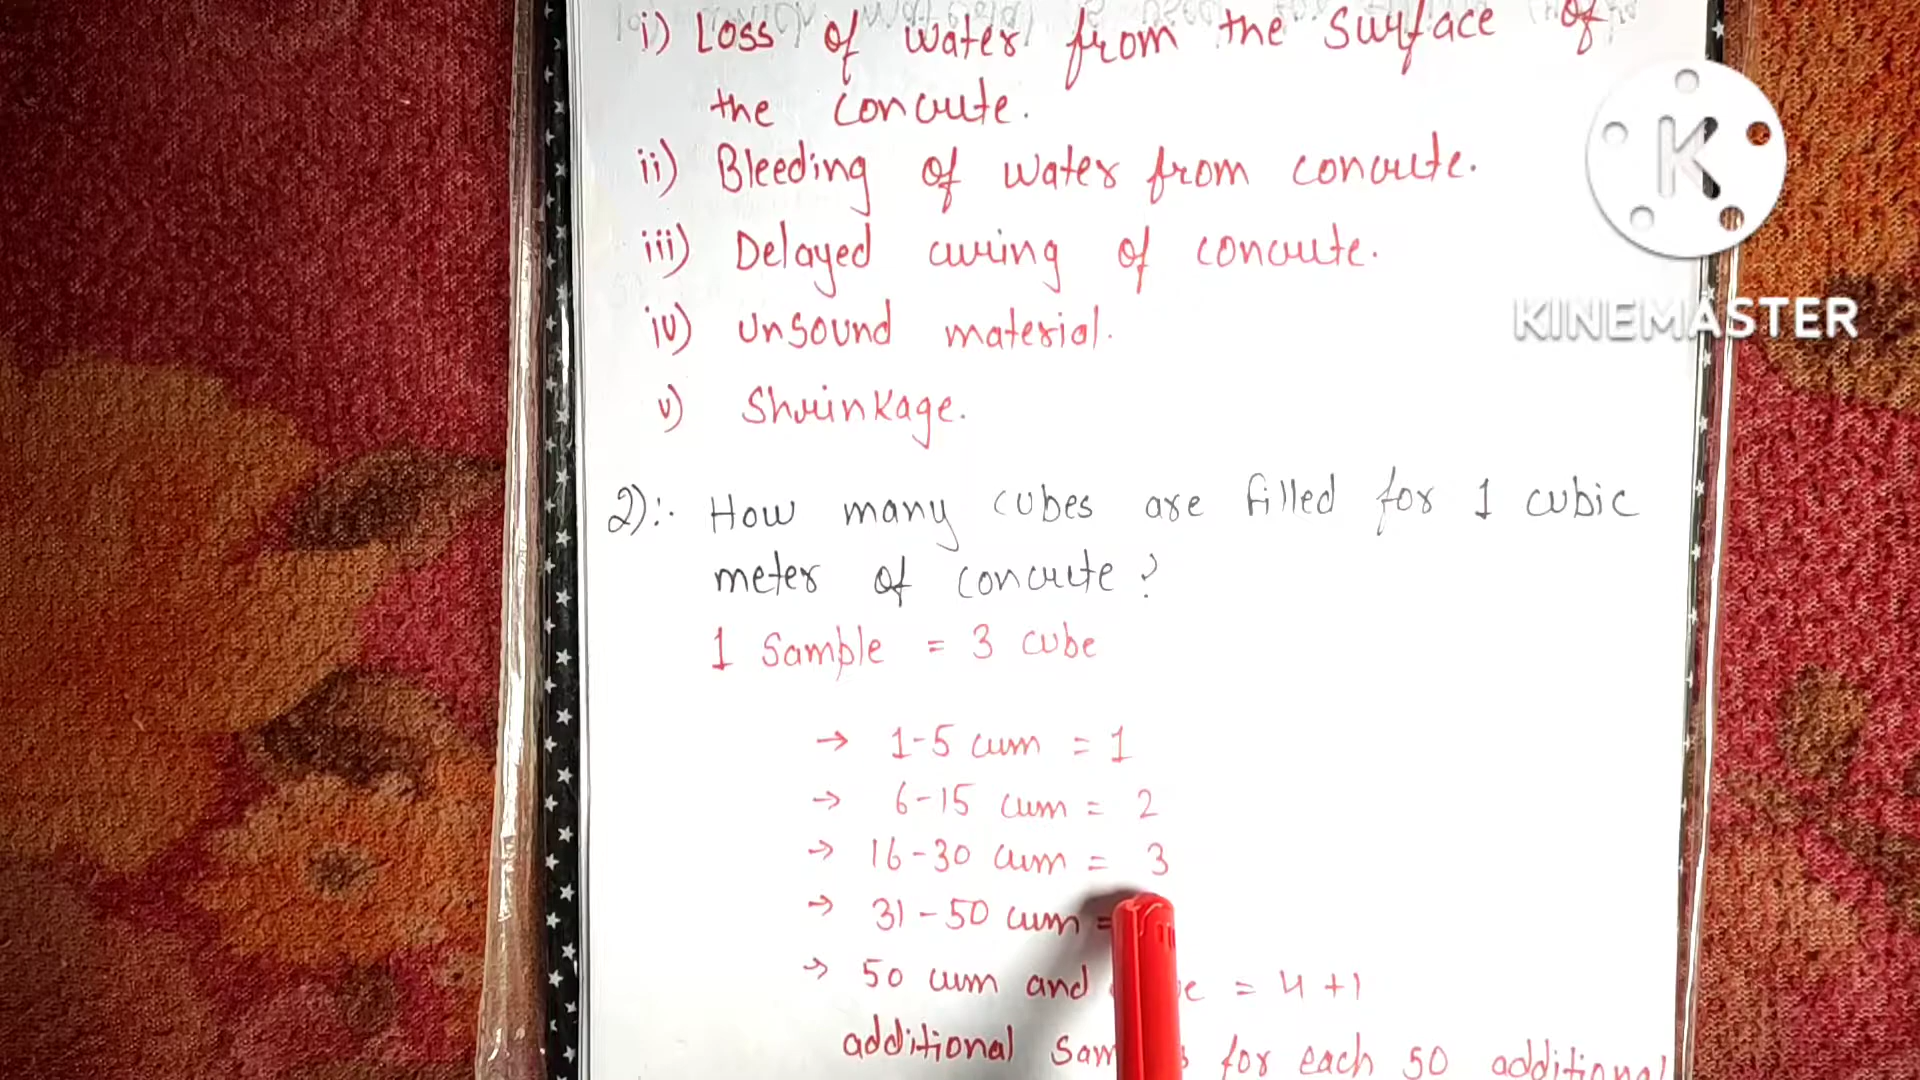 i) Loss of water from the surface of
the concrete.
ii) Bleeding of water from concrete.
iii) Delayed curing of concrete.
iv) Unsound material.
v) Shrinkage.
2):- How many cubes are filled for 1 cubic
meter of concrete?
1 Sample = 3 cube
→ 1-5 cum = 1
→ 6-15 cum = 2
→ 16-30 cum = 3
→ 31-50 cum =
→ 50 cum and = 4+1
additional for each 50 additional
K
KINEMASTER